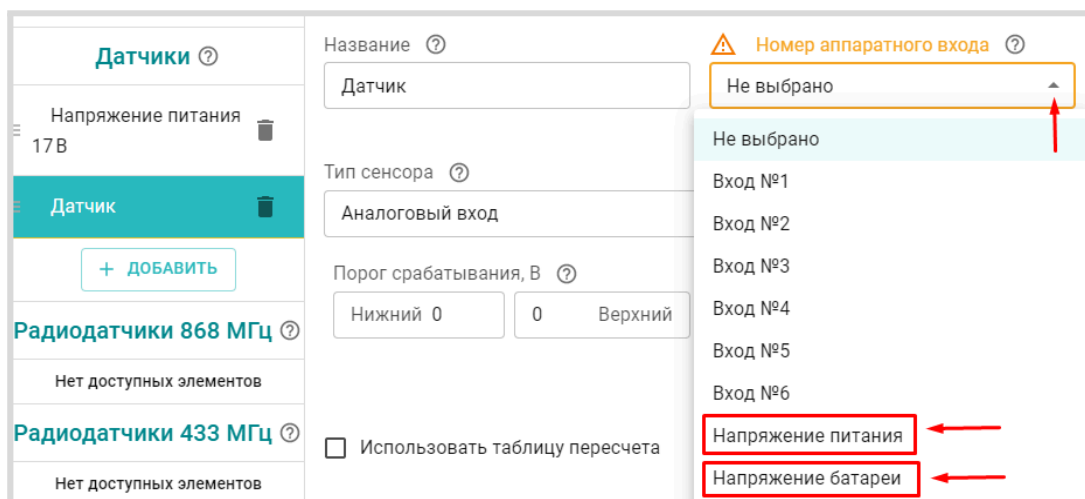 Датчики
Напряжение питания
17В
Датчик
+ ДОБАВИТЬ
Радиодатчики 868 МГц
Нет доступных элементов
Радиодатчики 433 МГц
Нет доступных элементов
Название
Датчик
Тип сенсора
Аналоговый вход
Порог срабатывания, В
Нижний 0
0 Верхний
Использовать таблицу пересчета
Номер аппаратного входа
Не выбрано
Не выбрано
Вход №1
Вход №2
Вход №3
Вход №4
Вход №5
Вход №6
Напряжение питания
Напряжение батареи